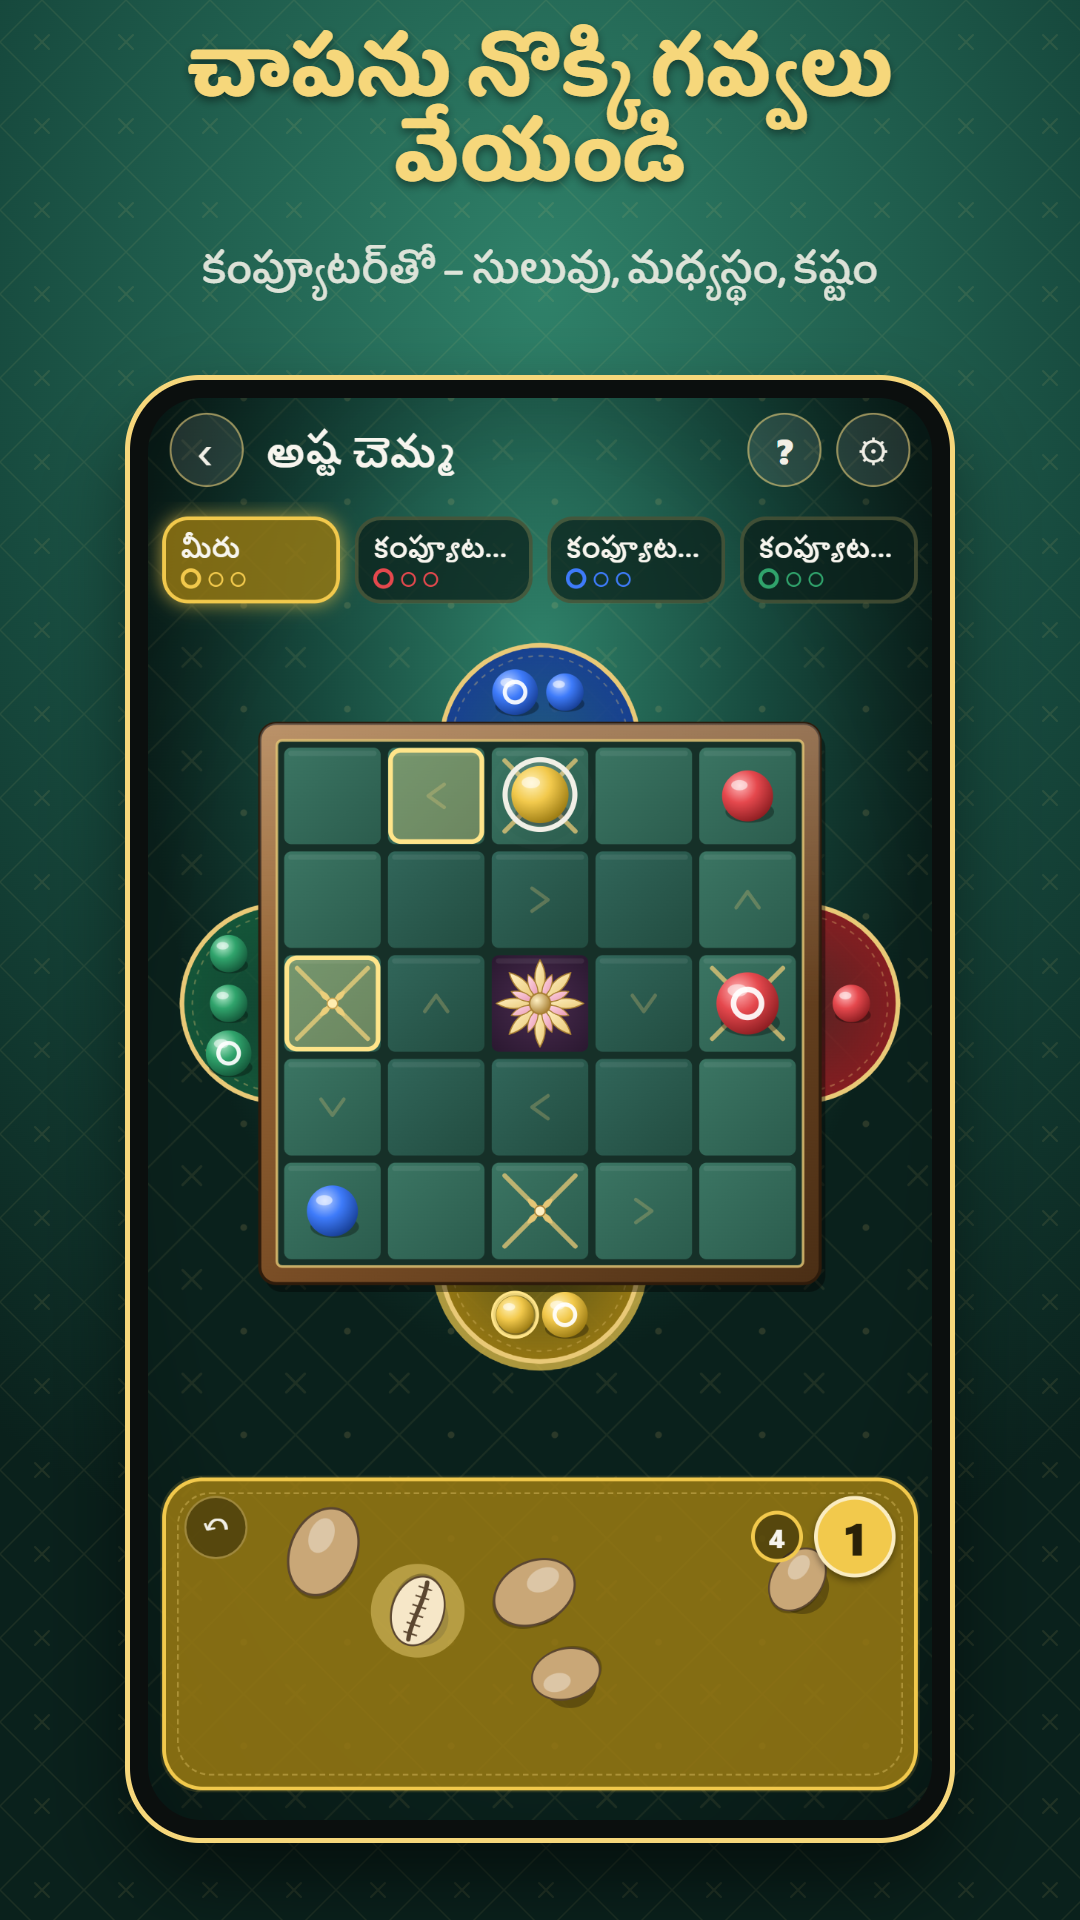 చాపను నొక్కి గవ్వలు
వేయండి
కంప్యూటర్‌తో – సులువు, మధ్యస్థం, కష్టం
‹ అష్ట చెమ్మ ?
మీరు కంప్యూట... కంప్యూట... కంప్యూట...
4 1